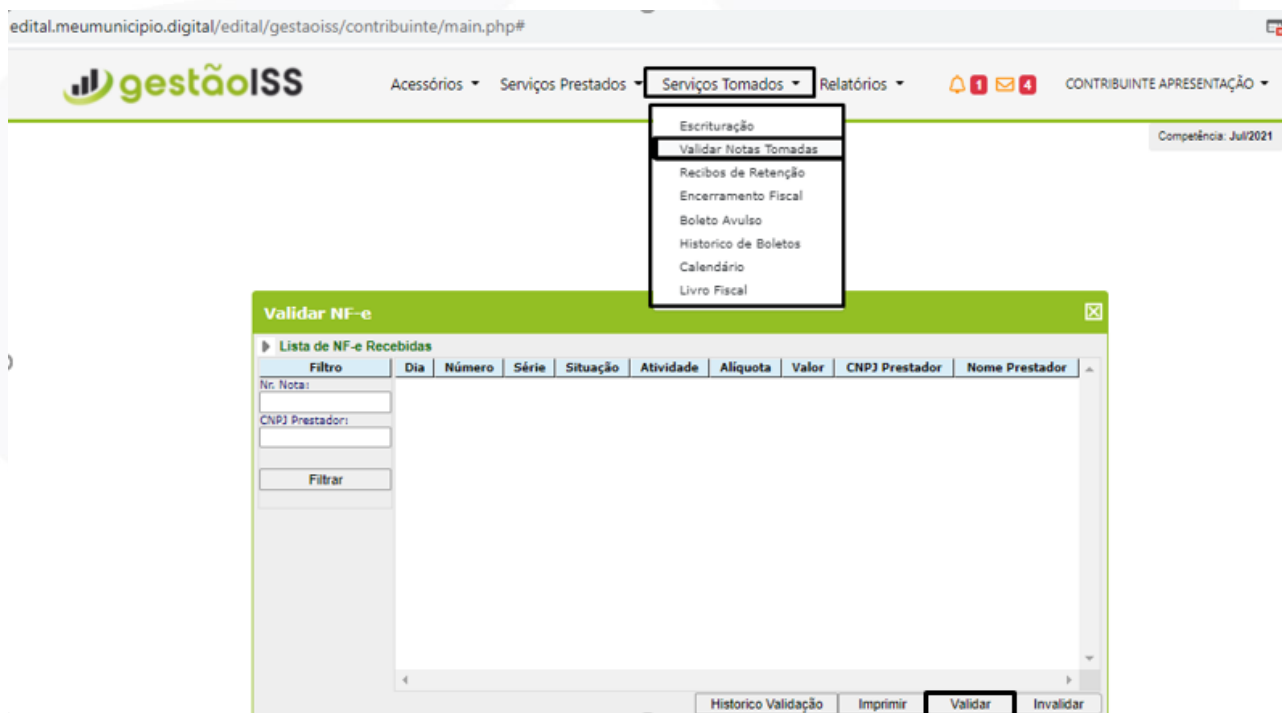 edital.meumunicipio.digital/edital/gestaoiss/contribuinte/main.php#
gestãoISS
Acessórios Serviços Prestados Serviços Tomados Relatórios 1 4 CONTRIBUINTE APRESENTAÇÃO
Competência: Jul/2021
Escrituração
Validar Notas Tomadas
Recibos de Retenção
Encerramento Fiscal
Boleto Avulso
Historico de Boletos
Calendário
Livro Fiscal
Validar NF-e
Lista de NF-e Recebidas
Filtro Dia Número Série Situação Atividade Alíquota Valor CNPJ Prestador Nome Prestador
Nr. Nota:
CNPJ Prestador:
Filtrar
Historico Validação Imprimir Validar Invalidar